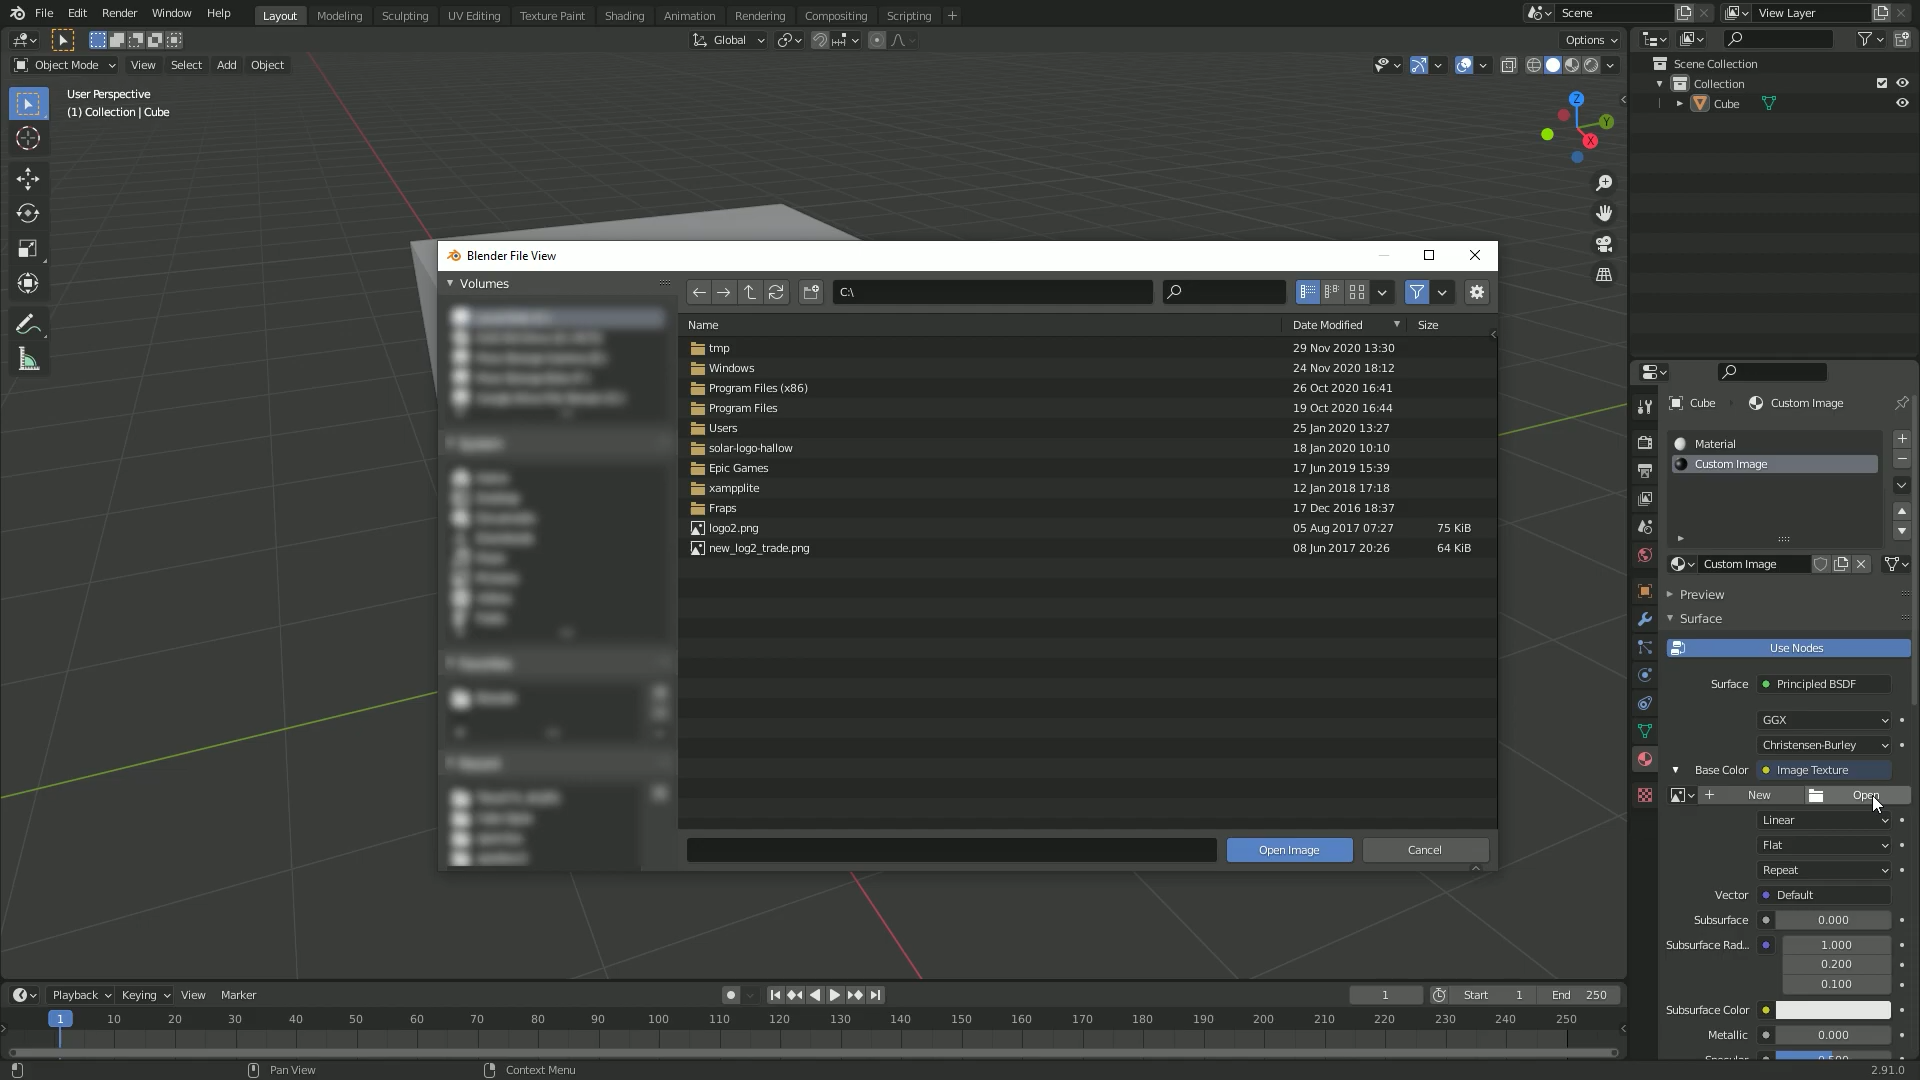 File Edit Render Window Help Layout Modeling Sculpting UV Editing Texture Paint Shading Animation Rendering Compositing Scripting + Scene View Layer
Global Options
Object Mode View Select Add Object
User Perspective
(1) Collection | Cube
Z
Y
X
Scene Collection
Collection
Cube
Blender File View
Volumes
C:\
Name Date Modified Size
tmp 29 Nov 2020 13:30
Windows 24 Nov 2020 18:12
Program Files (x86) 26 Oct 2020 16:41
Program Files 19 Oct 2020 16:44
Users 25 Jan 2020 13:27
solar-logo-hallow 18 Jan 2020 10:10
Epic Games 17 Jun 2019 15:39
xampplite 12 Jan 2018 17:18
Fraps 17 Dec 2016 18:37
logo2.png 05 Aug 2017 07:27 75 KiB
new_log2_trade.png 08 Jun 2017 20:26 64 KiB
Open Image Cancel
Cube Custom Image
Material
Custom Image
Custom Image
Preview
Surface
Use Nodes
Surface Principled BSDF
GGX
Christensen-Burley
Base Color Image Texture
New Open
Linear
Flat
Repeat
Vector Default
Subsurface 0.000
Subsurface Rad... 1.000
0.200
0.100
Subsurface Color
Metallic 0.000
Playback Keying View Marker 1 Start 1 End 250
1 10 20 30 40 50 60 70 80 90 100 110 120 130 140 150 160 170 180 190 200 210 220 230 240 250
Pan View Context Menu 2.91.0